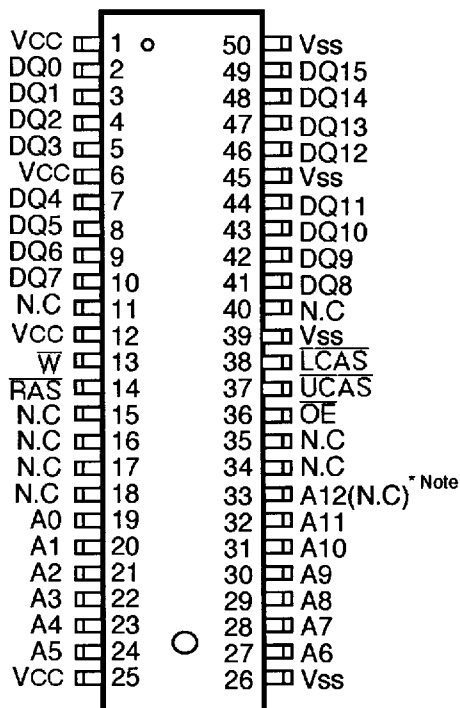 VCC 1 50 Vss
DQ0 2 49 DQ15
DQ1 3 48 DQ14
DQ2 4 47 DQ13
DQ3 5 46 DQ12
VCC 6 45 Vss
DQ4 7 44 DQ11
DQ5 8 43 DQ10
DQ6 9 42 DQ9
DQ7 10 41 DQ8
N.C 11 40 N.C
VCC 12 39 Vss
W̅ 13 38 L̅C̅A̅S̅
R̅A̅S̅ 14 37 U̅C̅A̅S̅
N.C 15 36 O̅E̅
N.C 16 35 N.C
N.C 17 34 N.C
N.C 18 33 A12(N.C)* Note
A0 19 32 A11
A1 20 31 A10
A2 21 30 A9
A3 22 29 A8
A4 23 28 A7
A5 24 27 A6
VCC 25 26 Vss